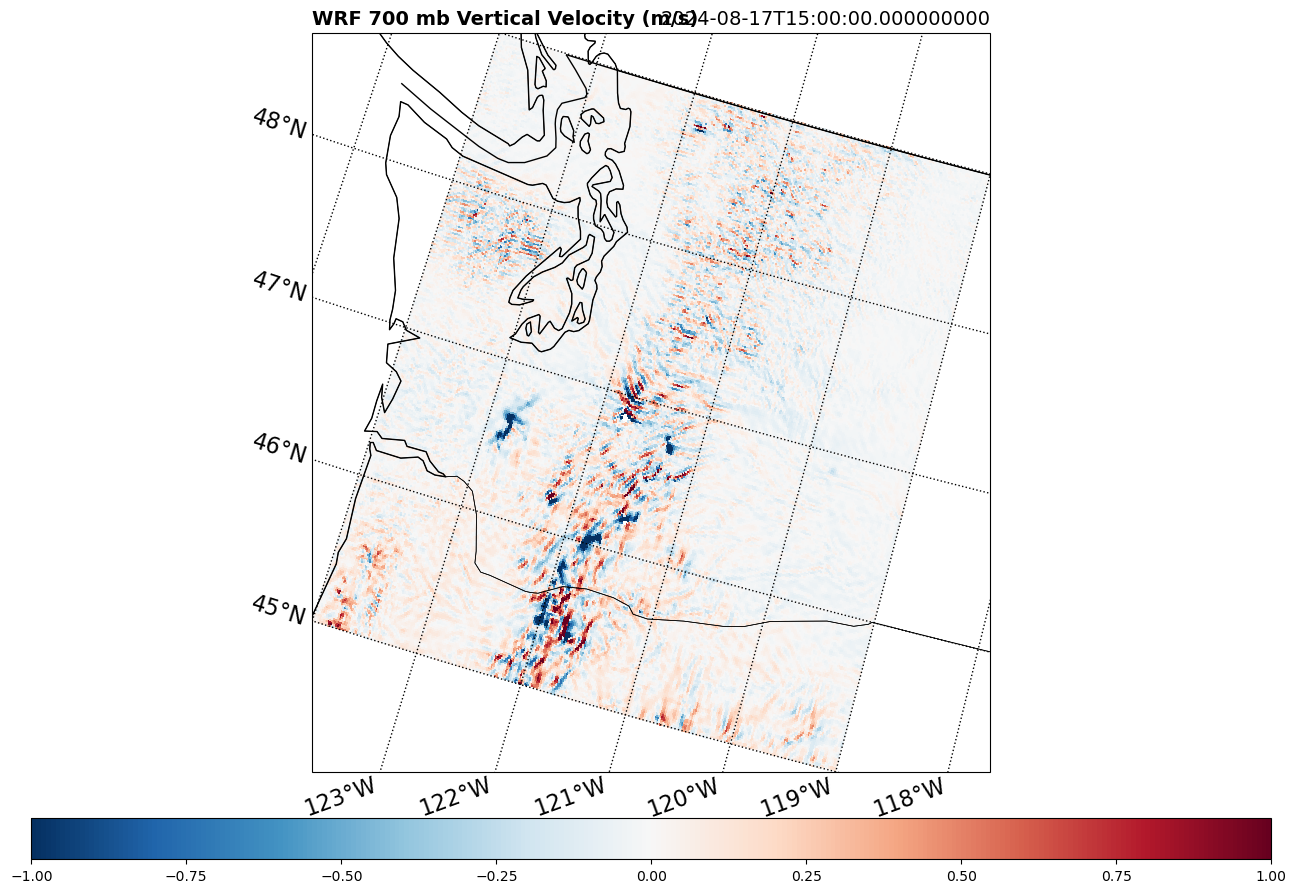 WRF 700 mb Vertical Velocity (m/s) 2024-08-17T15:00:00.000000000
48°N
47°N
46°N
45°N
123°W 122°W 121°W 120°W 119°W 118°W
−1.00 −0.75 −0.50 −0.25 0.00 0.25 0.50 0.75 1.00